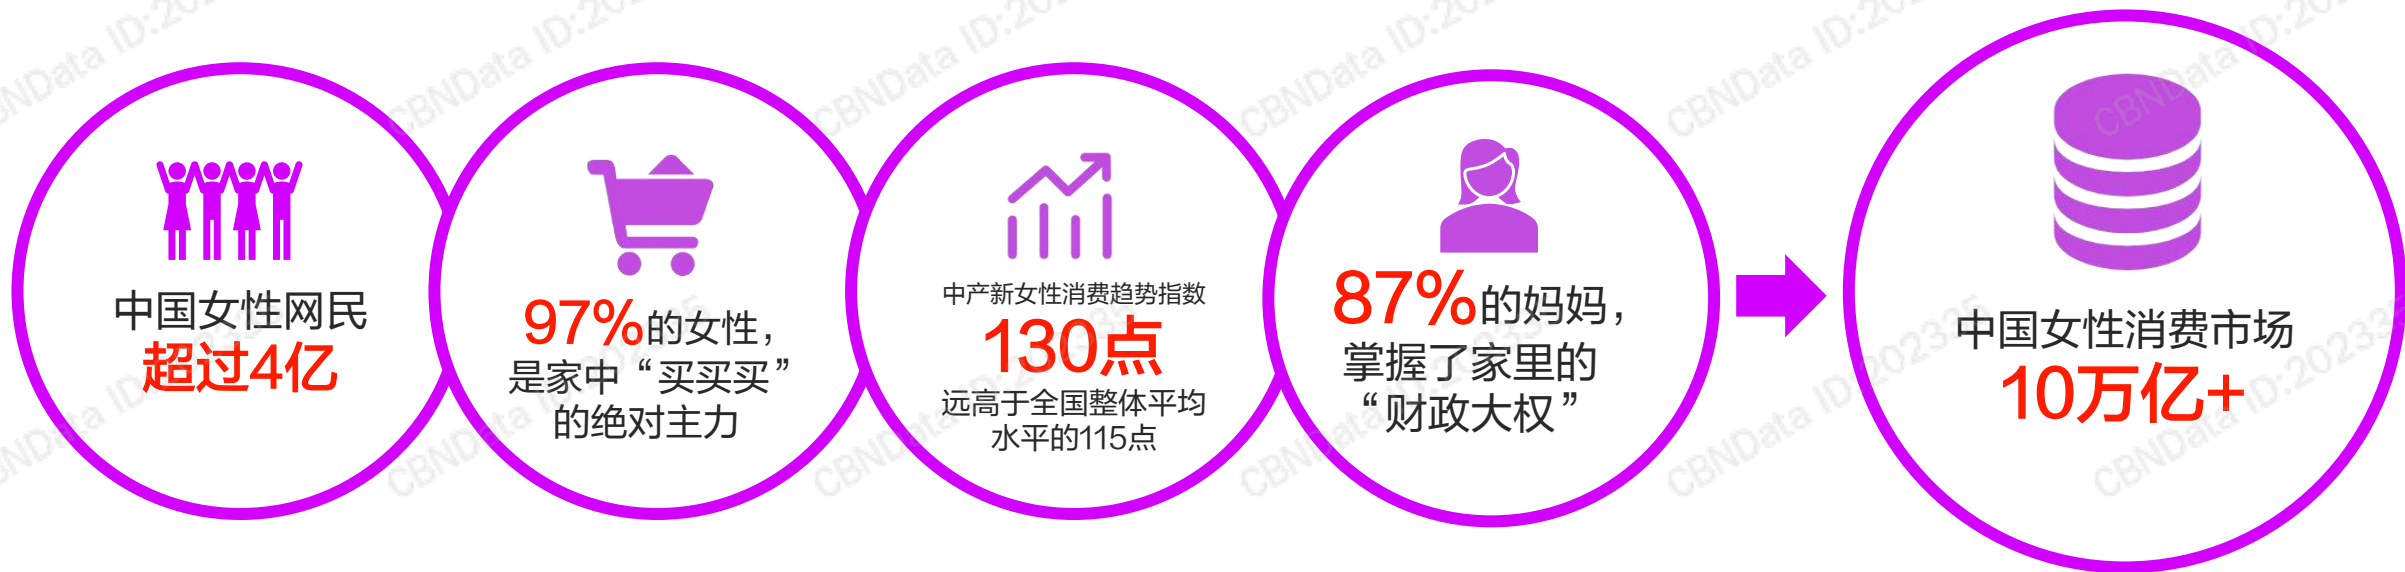 中国女性网民
超过4亿
97%的女性，
是家中“买买买”
的绝对主力
中产新女性消费趋势指数
130点
远高于全国整体平均
水平的115点
87%的妈妈，
掌握了家里的
“财政大权”
中国女性消费市场
10万亿+
CBNData ID:202335